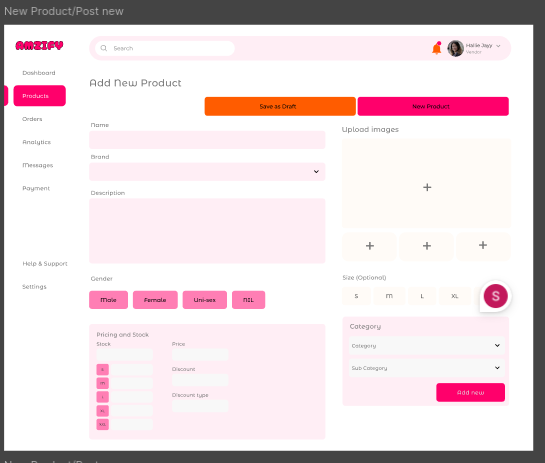 New Product/Post new
AMZIFY
Search
Hallie Jayy
Vendor
Dashboard
Products
Orders
Analytics
Messages
Payment
Help & Support
Settings
Add New Product
Save as Draft
New Product
Name
Brand
Description
Gender
Male
Female
Uni-sex
NIL
Pricing and Stock
Stock
Price
Discount
Discount type
S
M
L
XL
XXL
Upload images
Size (Optional)
S
M
L
XL
S
Category
Category
Sub Category
Add new